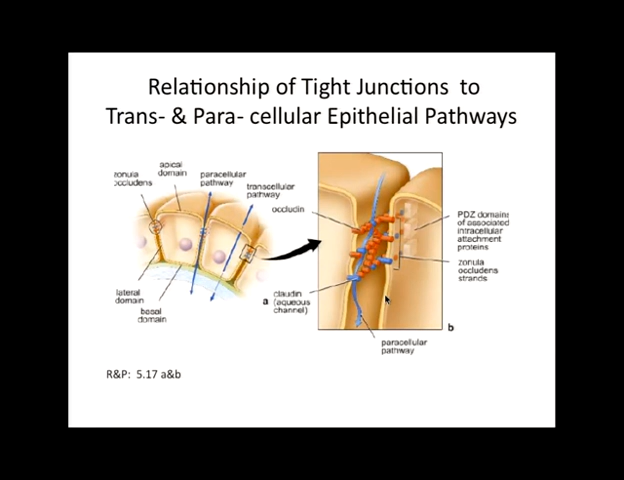 Relationship of Tight Junctions to
Trans- & Para- cellular Epithelial Pathways
zonula
occludens
apical
domain
paracellular
pathway
transcellular
pathway
lateral
domain
basal
domain
a
occludin
claudin
(aqueous
channel)
PDZ domains
of associated
intracellular
attachment
proteins
zonula
occludens
strands
b
paracellular
pathway
R&P: 5.17 a&b